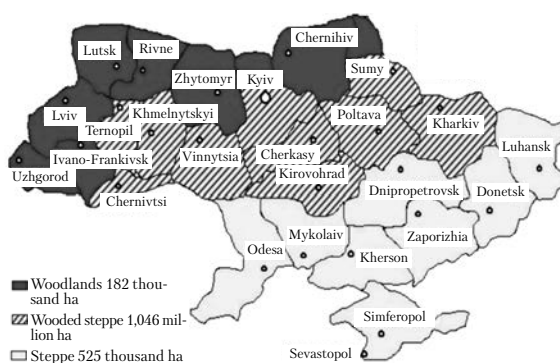 Chernihiv
Lutsk
Rivne
Sumy
Zhytomyr
Kyiv
Lviv
Khmelnytskyi
Poltava
Kharkiv
Ternopil
Luhansk
Ivano-Frankivsk
Vinnytsia
Cherkasy
Uzhgorod
Kirovohrad
Dnipropetrovsk
Donetsk
Chernivtsi
Mykolaiv
Zaporizhia
Odesa
Kherson
Woodlands 182 thou-
sand ha
Wooded steppe 1,046 mil-
lion ha
Steppe 525 thousand ha
Simferopol
Sevastopol